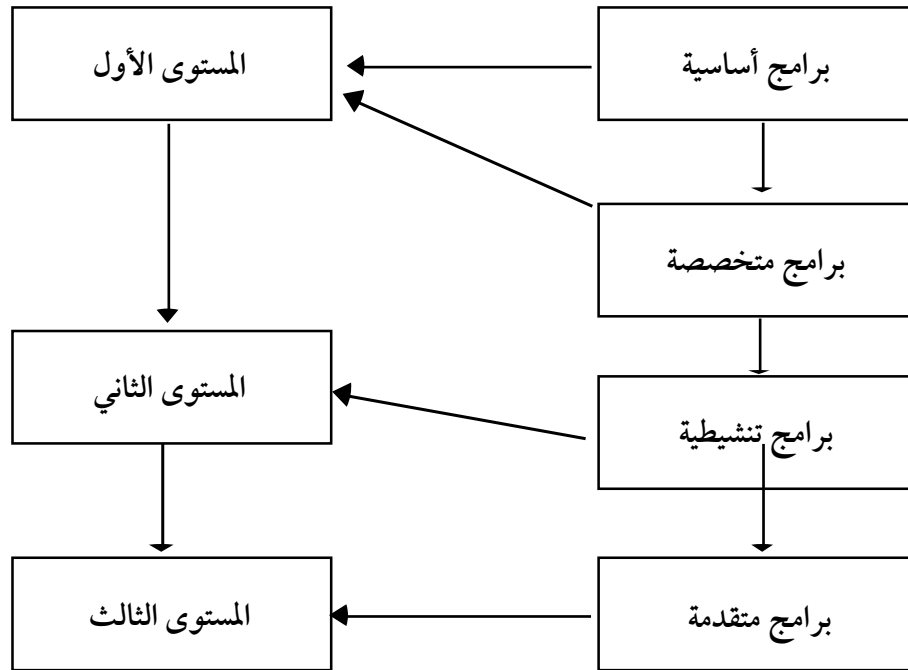 برامج أساسية
المستوى الأول
برامج متخصصة
المستوى الثاني
برامج تنشيطية
برامج متقدمة
المستوى الثالث